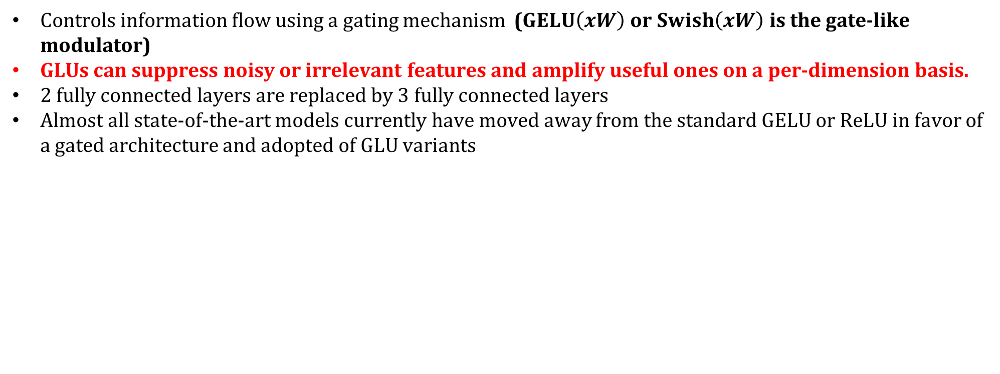 • Controls information flow using a gating mechanism (GELU(xW) or Swish(xW) is the gate-like
modulator)
• GLUs can suppress noisy or irrelevant features and amplify useful ones on a per-dimension basis.
• 2 fully connected layers are replaced by 3 fully connected layers
• Almost all state-of-the-art models currently have moved away from the standard GELU or ReLU in favor of
a gated architecture and adopted of GLU variants